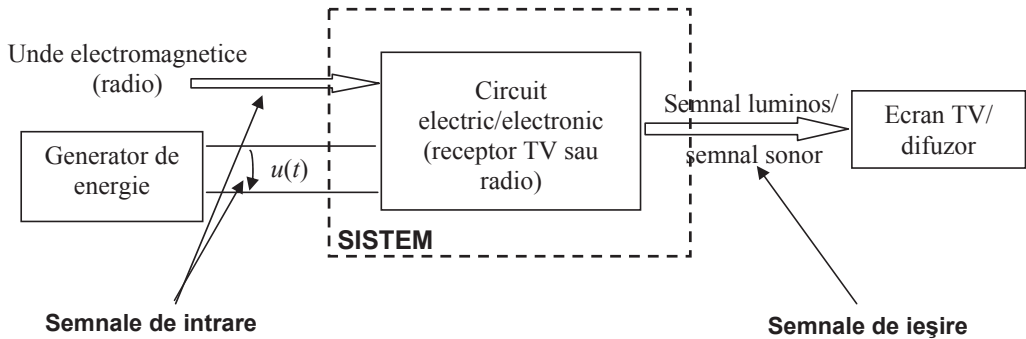 Unde electromagnetice
(radio)
Generator de
energie
u(t)
Circuit
electric/electronic
(receptor TV sau
radio)
SISTEM
Semnal luminos/
semnal sonor
Ecran TV/
difuzor
Semnale de intrare
Semnale de ieşire